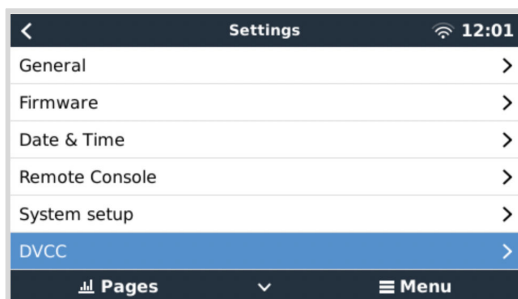 Settings 12:01
General
Firmware
Date & Time
Remote Console
System setup
DVCC
Pages Menu